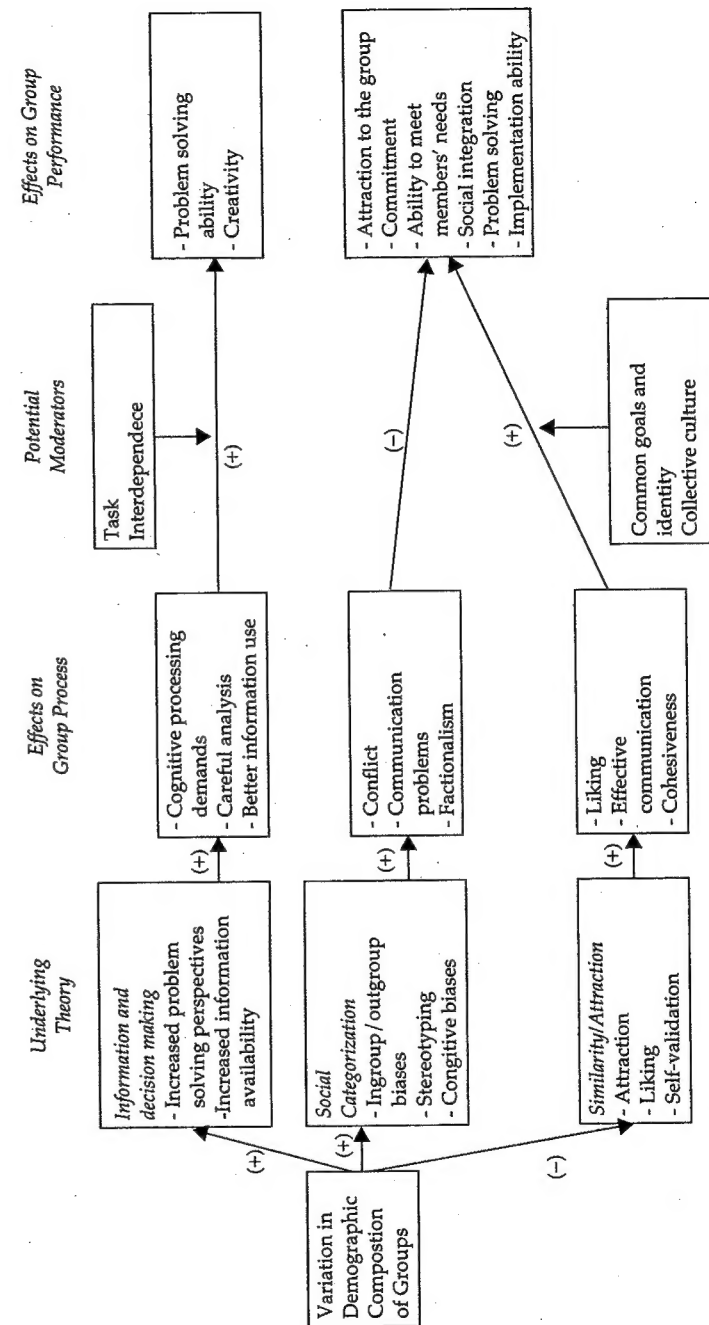 Underlying
Theory
Effects on
Group Process
Potential
Moderators
Effects on Group
Performance
Variation in
Demographic
Compostion
of Groups
(+)
(+)
(–)
Information and
decision making
- Increased problem
solving perspectives
-Increased information
availability
(+)
- Cognitive processing
demands
- Careful analysis
- Better information use
Task
Interdependece
(+)
- Problem solving
ability
- Creativity
Social
Categorization
- Ingroup/outgroup
biases
- Stereotyping
- Congitive biases
(+)
- Conflict
- Communication
problems
- Factionalism
(–)
- Attraction to the group
- Commitment
- Ability to meet
members' needs
- Social integration
- Problem solving
- Implementation ability
Similarity/Attraction
- Attraction
- Liking
- Self-validation
(+)
- Liking
- Effective
communication
- Cohesiveness
(+)
Common goals and
identity
Collective culture